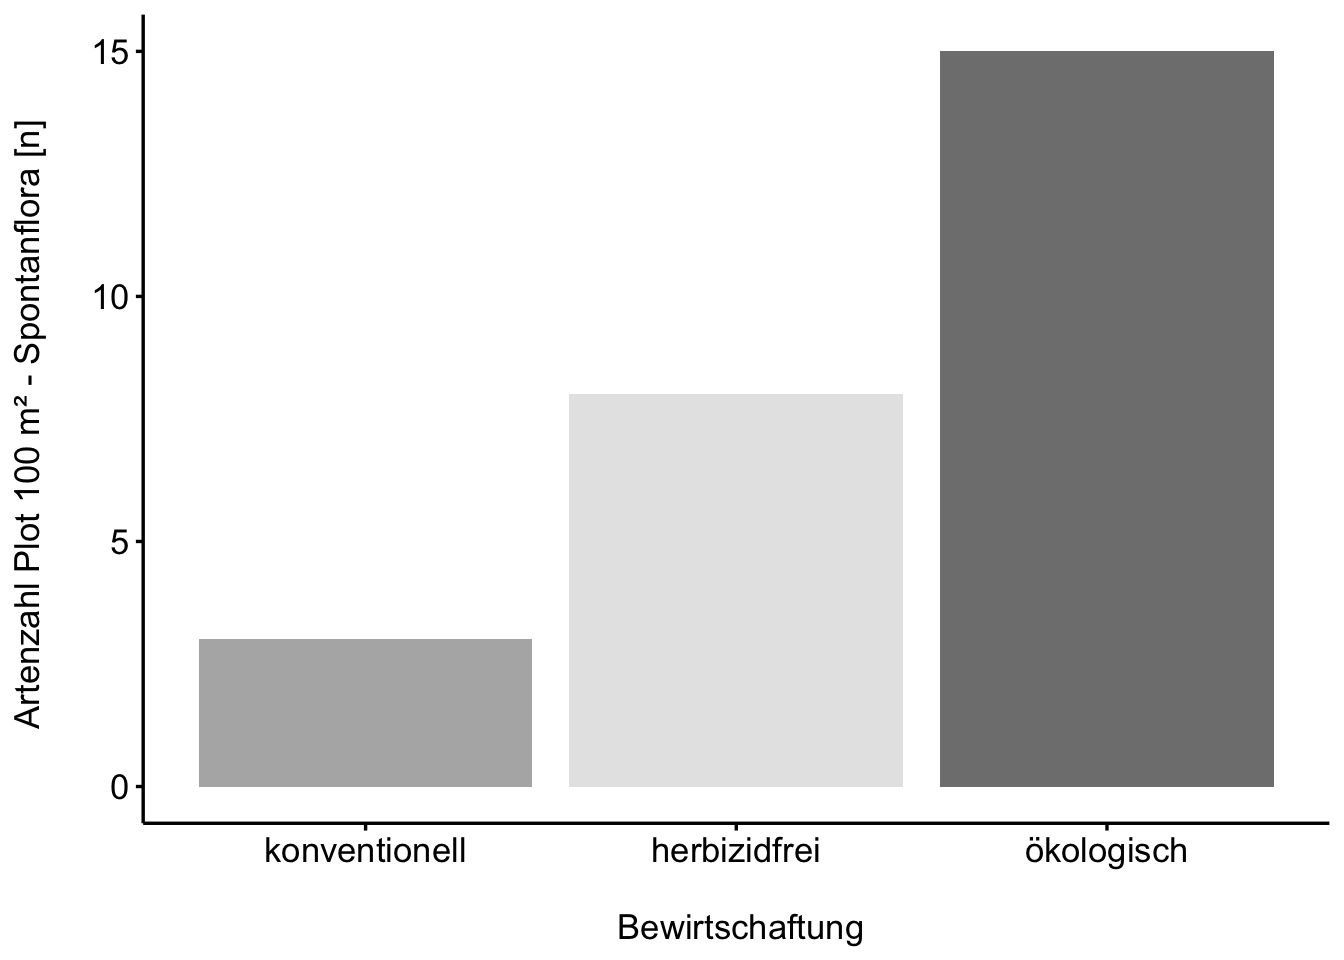 Artenzahl Plot 100 m² - Spontanflora [n]
15
10
5
0
konventionell
herbizidfrei
ökologisch
Bewirtschaftung